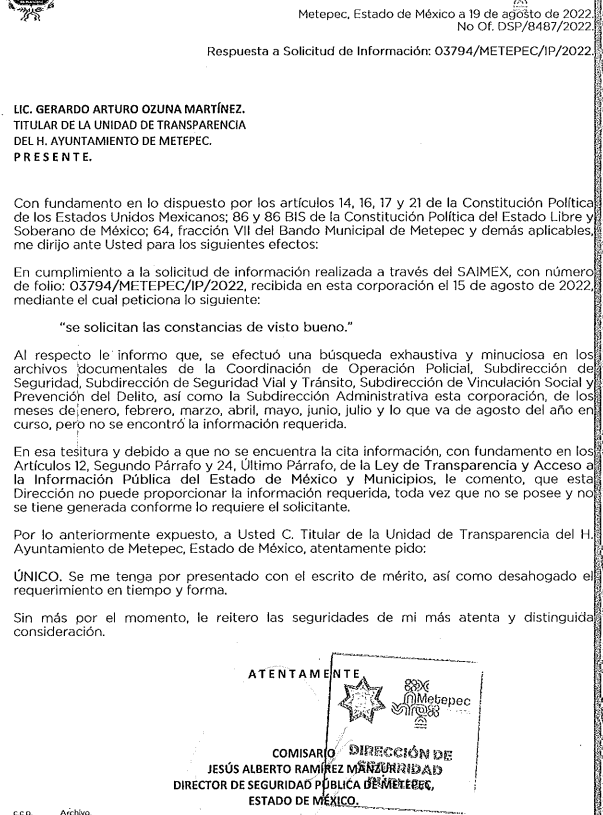 Metepec, Estado de México a 19 de agosto de 2022.
No Of. DSP/8487/2022.
Respuesta a Solicitud de Información: 03794/METEPEC/IP/2022.
LIC. GERARDO ARTURO OZUNA MARTÍNEZ.
TITULAR DE LA UNIDAD DE TRANSPARENCIA
DEL H. AYUNTAMIENTO DE METEPEC.
P R E S E N T E.
Con fundamento en lo dispuesto por los artículos 14, 16, 17 y 21 de la Constitución Política
de los Estados Unidos Mexicanos; 86 y 86 BIS de la Constitución Política del Estado Libre y
Soberano de México; 64, fracción VII del Bando Municipal de Metepec y demás aplicables,
me dirijo ante Usted para los siguientes efectos:
En cumplimiento a la solicitud de información realizada a través del SAIMEX, con número
de folio: 03794/METEPEC/IP/2022, recibida en esta corporación el 15 de agosto de 2022,
mediante el cual peticiona lo siguiente:
"se solicitan las constancias de visto bueno."
Al respecto le informo que, se efectuó una búsqueda exhaustiva y minuciosa en los
archivos documentales de la Coordinación de Operación Policial, Subdirección de
Seguridad, Subdirección de Seguridad Vial y Tránsito, Subdirección de Vinculación Social y
Prevención del Delito, así como la Subdirección Administrativa esta corporación, de los
meses de enero, febrero, marzo, abril, mayo, junio, julio y lo que va de agosto del año en
curso, pero no se encontró la información requerida.
En esa tesitura y debido a que no se encuentra la cita información, con fundamento en los
Artículos 12, Segundo Párrafo y 24, Último Párrafo, de la Ley de Transparencia y Acceso a
la Información Pública del Estado de México y Municipios, le comento, que esta
Dirección no puede proporcionar la información requerida, toda vez que no se posee y no
se tiene generada conforme lo requiere el solicitante.
Por lo anteriormente expuesto, a Usted C. Titular de la Unidad de Transparencia del H.
Ayuntamiento de Metepec, Estado de México, atentamente pido:
ÚNICO. Se me tenga por presentado con el escrito de mérito, así como desahogado el
requerimiento en tiempo y forma.
Sin más por el momento, le reitero las seguridades de mi más atenta y distinguida
consideración.
A T E N T A M E N T E
Metepec
DIRECCIÓN DE
SEGURIDAD
COMISARIO
JESÚS ALBERTO RAMÍREZ
DIRECTOR DE SEGURIDAD PÚBLICA DE METEPEC,
ESTADO DE MÉXICO.
c.c.p. Archivo.